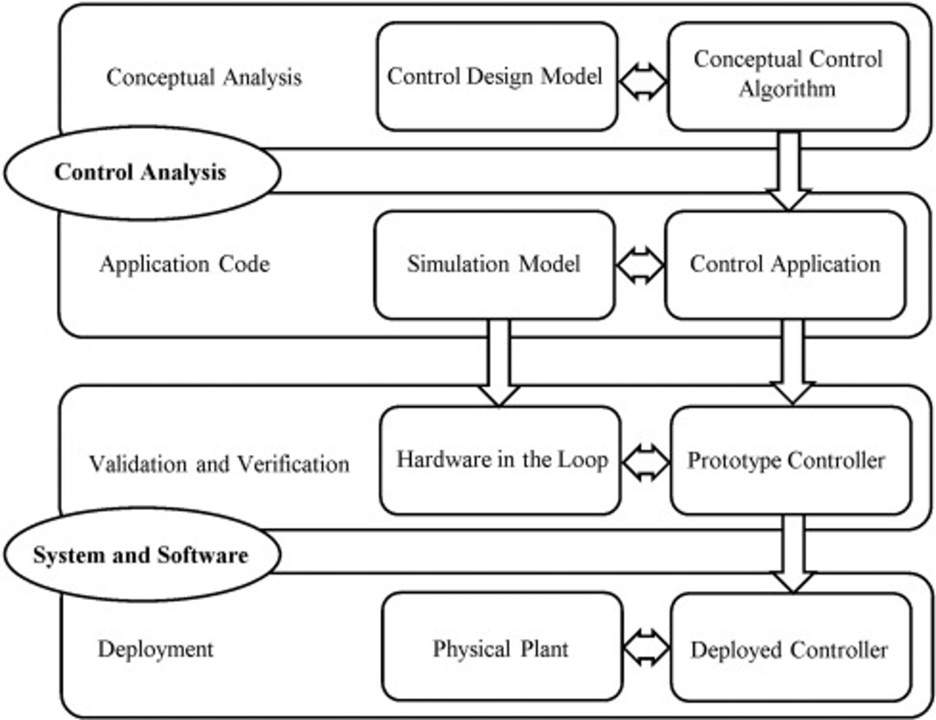 Conceptual Analysis
Control Design Model
Conceptual Control
Algorithm
Control Analysis
Application Code
Simulation Model
Control Application
Validation and Verification
Hardware in the Loop
Prototype Controller
System and Software
Deployment
Physical Plant
Deployed Controller